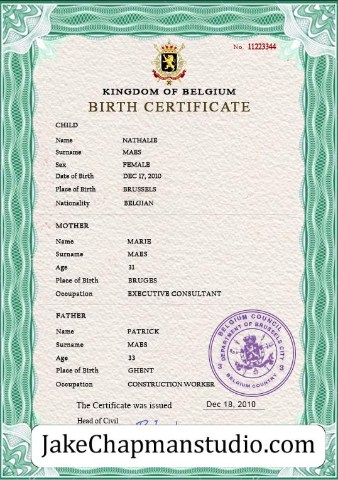 No. 11223344
KINGDOM OF BELGIUM
BIRTH CERTIFICATE
CHILD
Name NATHALIE
Surname MAES
Sex FEMALE
Date of Birth DEC 17, 2010
Place of Birth BRUSSELS
Nationality BELGIAN
MOTHER
Name MARIE
Surname MAES
Age 31
Place of Birth BRUGES
Occupation EXECUTIVE CONSULTANT
FATHER
Name PATRICK
Surname MAES
Age 33
Place of Birth GHENT
Occupation CONSTRUCTION WORKER
BELGIUM COUNCIL
DEPARTMENT OF BRUSSELS CITY
BELGIUM COUNTRY
The Certificate was issued Dec 18, 2010
Head of Civil
JakeChapmanstudio.com